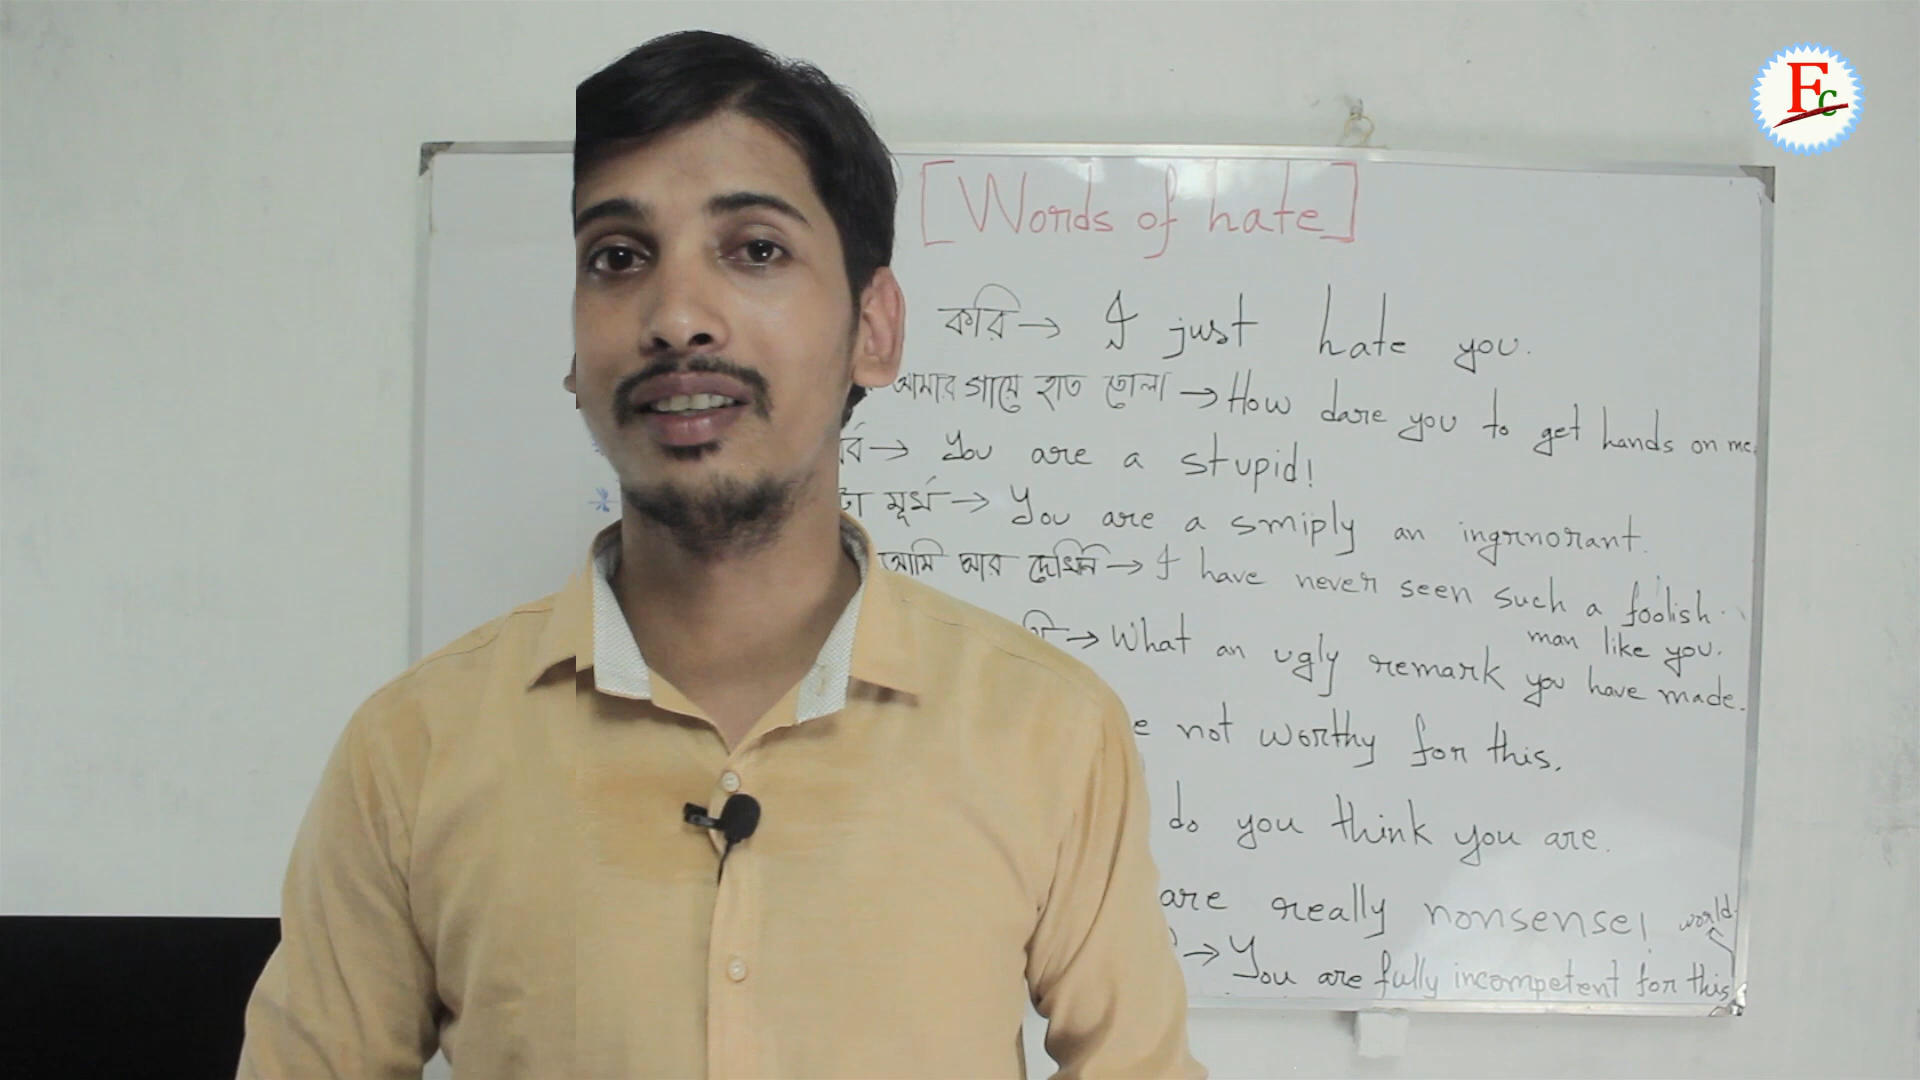 Fc
[Words of hate]
করি → I just hate you.
আমার গায়ে হাত তোলা → How dare you to get hands on me.
র্ব → You are a stupid!
টা মূর্খ → You are a smiply an ingrnorant.
আমি আর দেখিনি → I have never seen such a foolish
man like you.
→ What an ugly remark you have made.
e not worthy for this.
do you think you are.
are really nonsense!
world.
→ You are fully incompetent for this